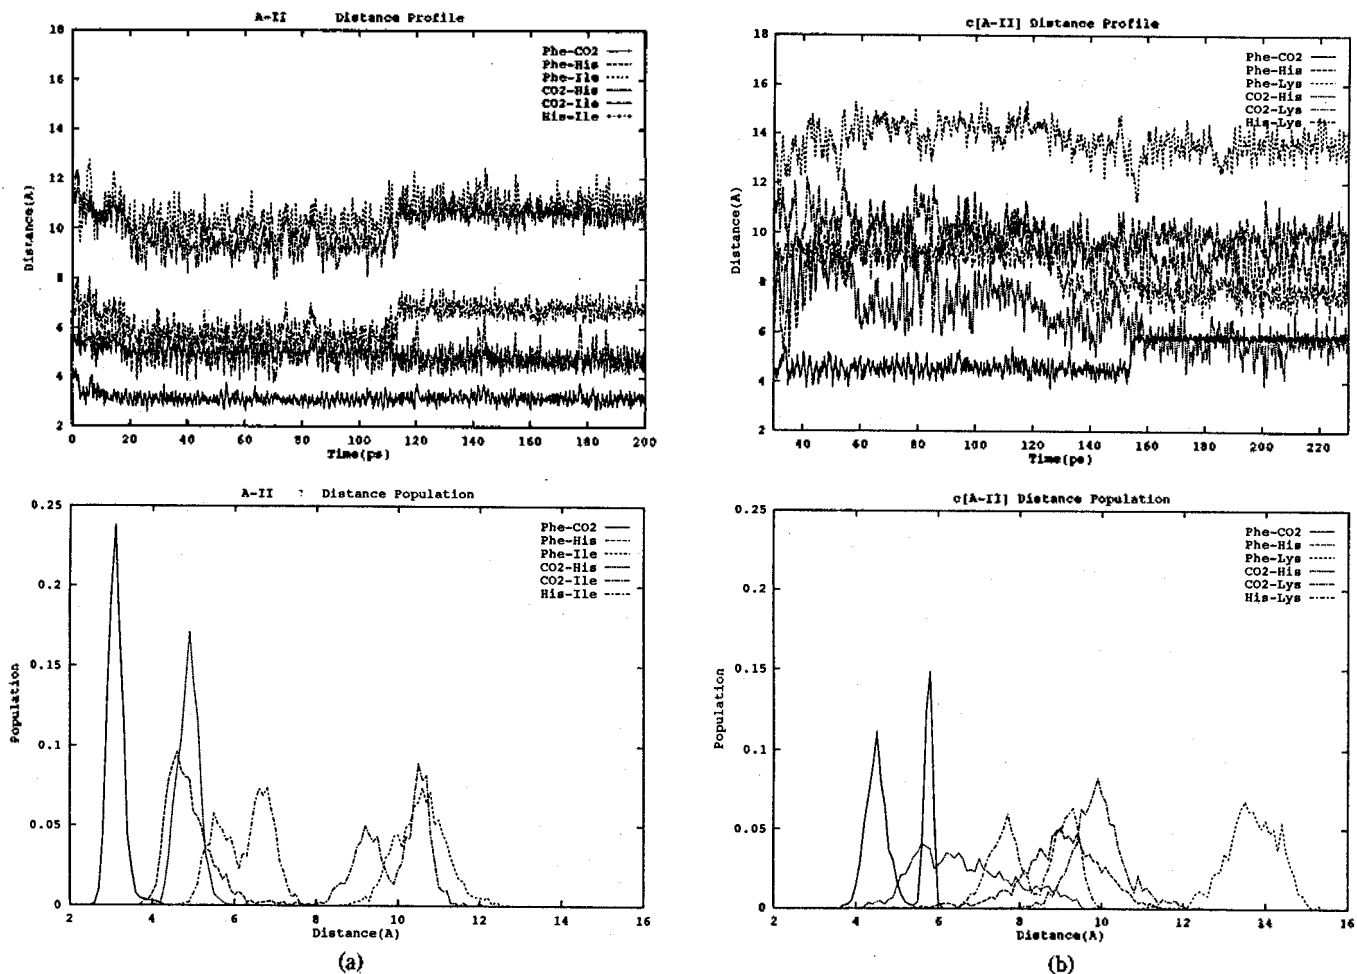 A-II Distance Profile
18
16
14
12
10
8
6
4
2
Distance(A)
Phe-CO2
Phe-His
Phe-Ile
CO2-His
CO2-Ile
His-Ile
0 20 40 60 80 100 120 140 160 180 200
Time(ps)
c[A-II] Distance Profile
18
16
14
12
10
8
6
4
2
Distance(A)
Phe-CO2
Phe-His
Phe-Lys
CO2-His
CO2-Lys
His-Lys
40 60 80 100 120 140 160 180 200 220
Time(ps)
A-II Distance Population
0.25
0.2
0.15
0.1
0.05
0
Population
Phe-CO2
Phe-His
Phe-Ile
CO2-His
CO2-Ile
His-Ile
2 4 6 8 10 12 14 16
Distance(A)
(a)
c[A-II] Distance Population
0.25
0.2
0.15
0.1
0.05
0
Population
Phe-CO2
Phe-His
Phe-Lys
CO2-His
CO2-Lys
His-Lys
2 4 6 8 10 12 14 16
Distance(A)
(b)